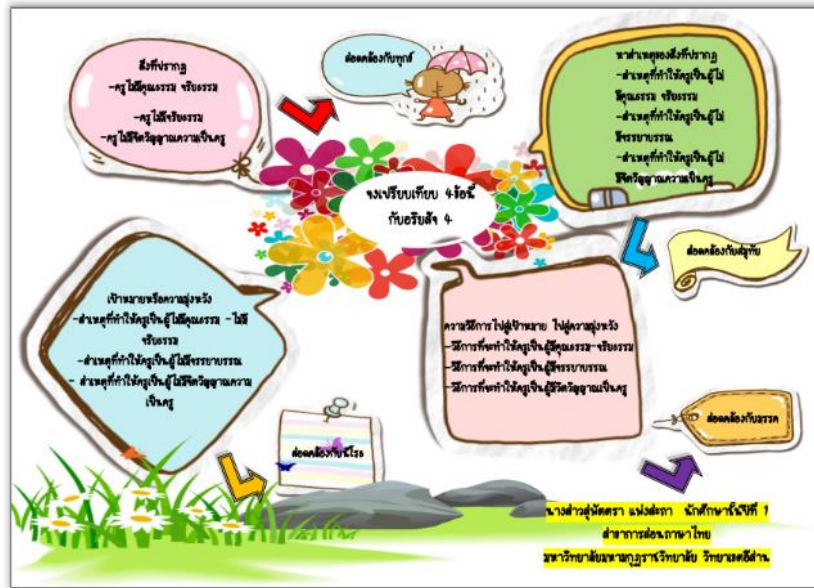 สิ่งที่ปรากฏ
-ครูไม่มีคุณธรรม จริยธรรม
-ครูไม่มีจริยธรรม
-ครูไม่มีจิตวิญญาณความเป็นครู
สอดคล้องกับทุกข์
หาสาเหตุของสิ่งที่ปรากฏ
-สาเหตุที่ทำให้ครูเป็นผู้ไม่
มีคุณธรรม จริยธรรม
-สาเหตุที่ทำให้ครูเป็นผู้ไม่
มีจรรยาบรรณ
-สาเหตุที่ทำให้ครูเป็นผู้ไม่
มีจิตวิญญาณความเป็นครู
จงเปรียบเทียบ 4ข้อนี้
กับอริยสัจ 4
สอดคล้องกับสมุทัย
เป้าหมายหรือความมุ่งหวัง
-สาเหตุที่ทำให้ครูเป็นผู้ไม่มีคุณธรรม -ไม่มี
จริยธรรม
-สาเหตุที่ทำให้ครูเป็นผู้ไม่มีจรรยาบรรณ
- สาเหตุที่ทำให้ครูเป็นผู้ไม่มีจิตวิญญาณความ
เป็นครู
สอดคล้องกับนิโรธ
ความวิธีการไปสู่เป้าหมาย ไปสู่ความมุ่งหวัง
-วิธีการที่จะทำให้ครูเป็นผู้มีคุณธรรม-จริยธรรม
-วิธีการที่จะทำให้ครูเป็นผู้มีจรรยาบรรณ
-วิธีการที่จะทำให้ครูเป็นผู้มีจิตวิญญาณเป็นครู
สอดคล้องกับมรรค
นางสาวสุพัตตรา แพ่งสะภา นักศึกษาชั้นปีที่ 1
สาขาการสอนภาษาไทย
มหาวิทยาลัยมหามกุฏราชวิทยาลัย วิทยาเขตอีสาน